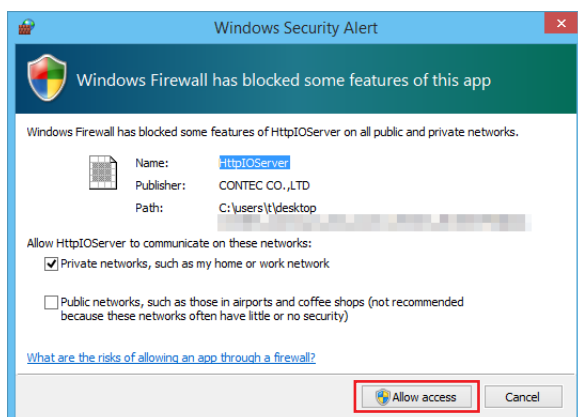 Windows Security Alert
Windows Firewall has blocked some features of this app
Windows Firewall has blocked some features of HttpIOServer on all public and private networks.
Name: HttpIOServer
Publisher: CONTEC CO.,LTD
Path: C:\users\t\desktop
Allow HttpIOServer to communicate on these networks:
Private networks, such as my home or work network
Public networks, such as those in airports and coffee shops (not recommended
because these networks often have little or no security)
What are the risks of allowing an app through a firewall?
Allow access Cancel